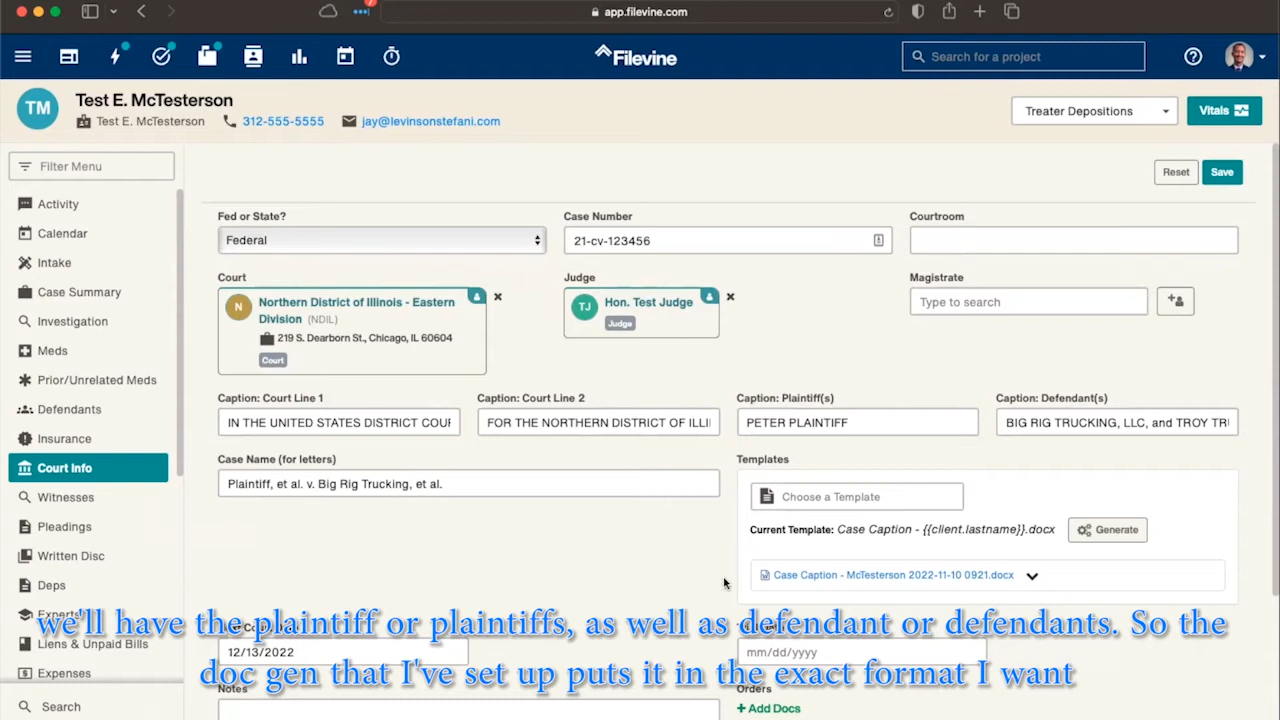 app.filevine.com
Filevine
Search for a project
TM
Test E. McTesterson
Test E. McTesterson 312-555-5555 jay@levinsonstefani.com
Treater Depositions
Vitals
Filter Menu
Activity
Calendar
Intake
Case Summary
Investigation
Meds
Prior/Unrelated Meds
Defendants
Insurance
Court Info
Witnesses
Pleadings
Written Disc
Deps
Experts
Liens & Unpaid Bills
Expenses
Search
Reset Save
Fed or State? Case Number Courtroom
Federal 21-cv-123456
Court Judge Magistrate
N Northern District of Illinois - Eastern
Division (NDIL)
219 S. Dearborn St., Chicago, IL 60604
Court
TJ Hon. Test Judge
Judge
Type to search
Caption: Court Line 1 Caption: Court Line 2 Caption: Plaintiff(s) Caption: Defendant(s)
IN THE UNITED STATES DISTRICT COUR FOR THE NORTHERN DISTRICT OF ILLI PETER PLAINTIFF BIG RIG TRUCKING, LLC, and TROY TR
Case Name (for letters) Templates
Plaintiff, et al. v. Big Rig Trucking, et al.
Choose a Template
Current Template: Case Caption - {{client.lastname}}.docx Generate
Case Caption - McTesterson 2022-11-10 0921.docx
12/13/2022 mm/dd/yyyy
Notes Orders
+ Add Docs
we'll have the plaintiff or plaintiffs, as well as defendant or defendants. So the
doc gen that I've set up puts it in the exact format I want